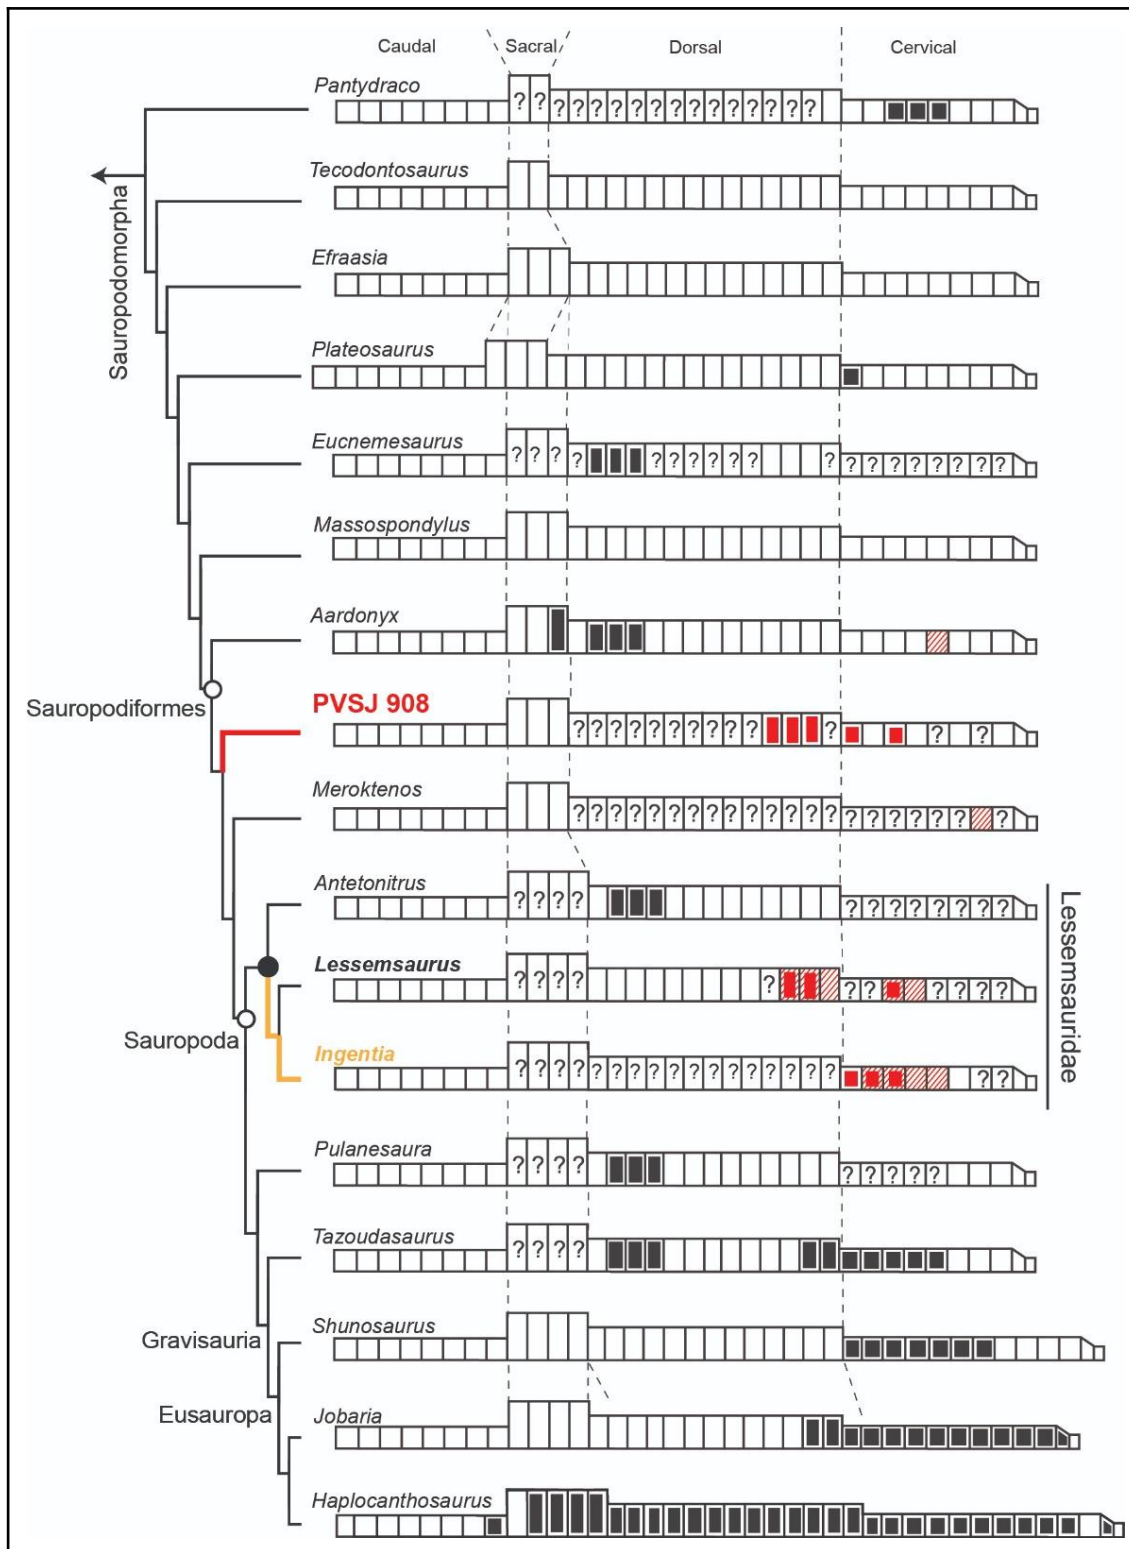 Caudal Sacral Dorsal Cervical
Pantydraco
? ? ? ? ? ? ? ? ? ? ? ? ? ? ?
Tecodontosaurus
Sauropodomorpha
Efraasia
Plateosaurus
Eucnemesaurus
? ? ? ? ? ? ? ? ? ? ? ? ? ? ? ? ? ? ?
Massospondylus
Aardonyx
Sauropodiformes
PVSJ 908
? ? ? ? ? ? ? ? ? ? ? ? ?
Meroktenos
? ? ? ? ? ? ? ? ? ? ? ? ? ? ? ? ? ? ? ? ?
Antetonitrus
? ? ? ? ? ? ? ? ? ? ? ?
Lessemsaurus
? ? ? ? ? ? ? ? ? ? ?
Lessemsauridae
Sauropoda
Ingentia
? ? ? ? ? ? ? ? ? ? ? ? ? ? ? ? ? ? ?
Pulanesaura
? ? ? ? ? ? ? ? ?
Tazoudasaurus
? ? ? ?
Gravisauria
Shunosaurus
Eusauropa
Jobaria
Haplocanthosaurus